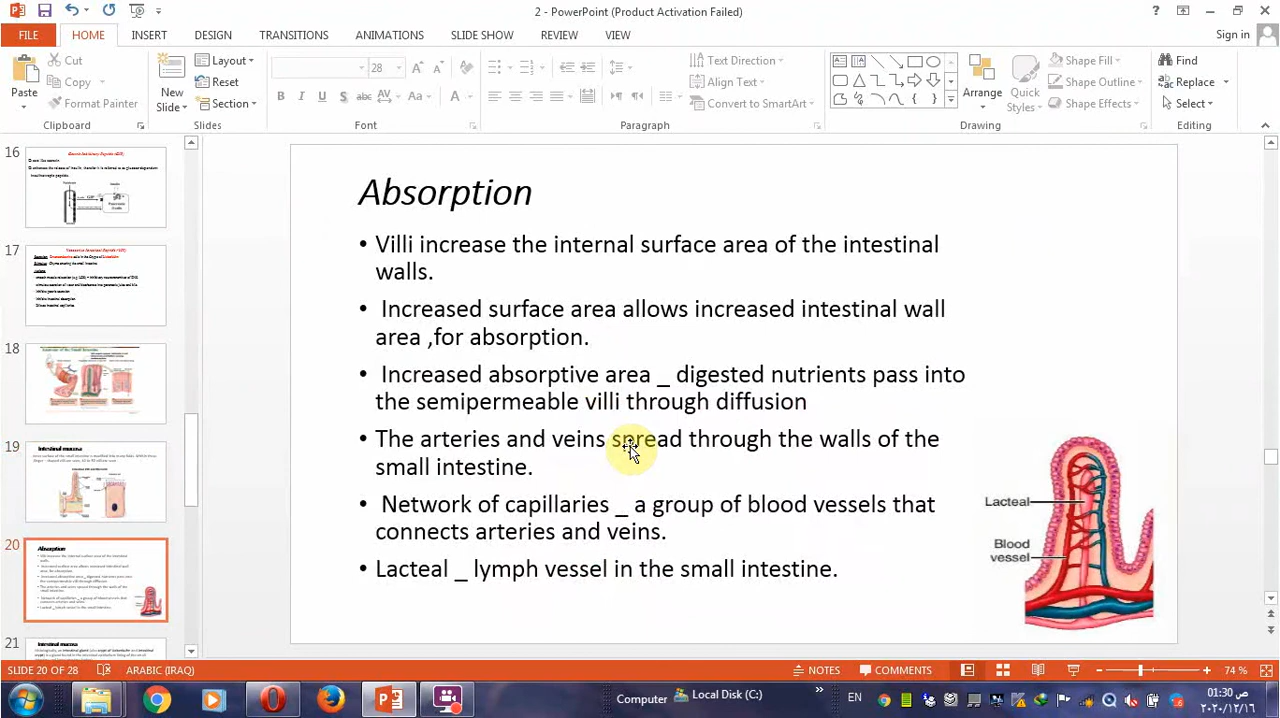 2 - PowerPoint (Product Activation Failed)
Sign in
FILE HOME INSERT DESIGN TRANSITIONS ANIMATIONS SLIDE SHOW REVIEW VIEW
Paste
Cut
Copy
Format Painter
Clipboard
New Slide
Layout
Reset
Section
Slides
28
Font
Text Direction
Align Text
Convert to SmartArt
Paragraph
Arrange
Quick Styles
Shape Fill
Shape Outline
Shape Effects
Drawing
Find
Replace
Select
Editing
16
17
18
19
Intestinal mucosa
20
Absorption
21
Intestinal mucosa
Absorption
• Villi increase the internal surface area of the intestinal
walls.
• Increased surface area allows increased intestinal wall
area ,for absorption.
• Increased absorptive area _ digested nutrients pass into
the semipermeable villi through diffusion
• The arteries and veins spread through the walls of the
small intestine.
• Network of capillaries _ a group of blood vessels that
connects arteries and veins.
• Lacteal _ lymph vessel in the small intestine.
Lacteal
Blood
vessel
SLIDE 20 OF 28 ARABIC (IRAQ) NOTES COMMENTS 74 %
Computer Local Disk (C:) » EN
01:30 ص
٢٠٢٠/١٢/١٦